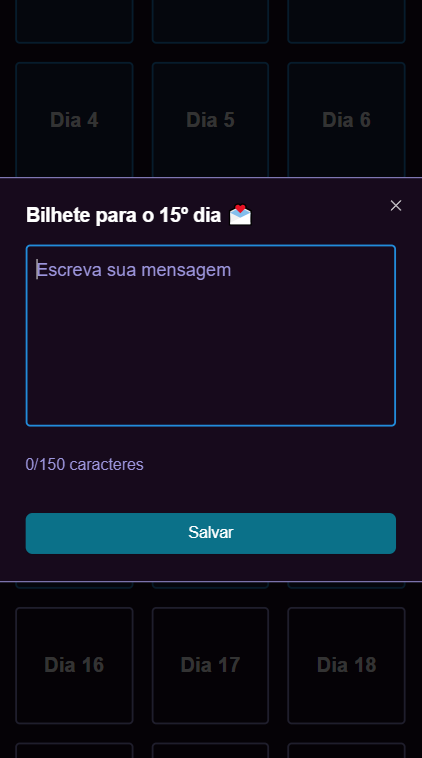 Dia 4 Dia 5 Dia 6
Bilhete para o 15º dia 💌
Escreva sua mensagem
0/150 caracteres
Salvar
Dia 16 Dia 17 Dia 18